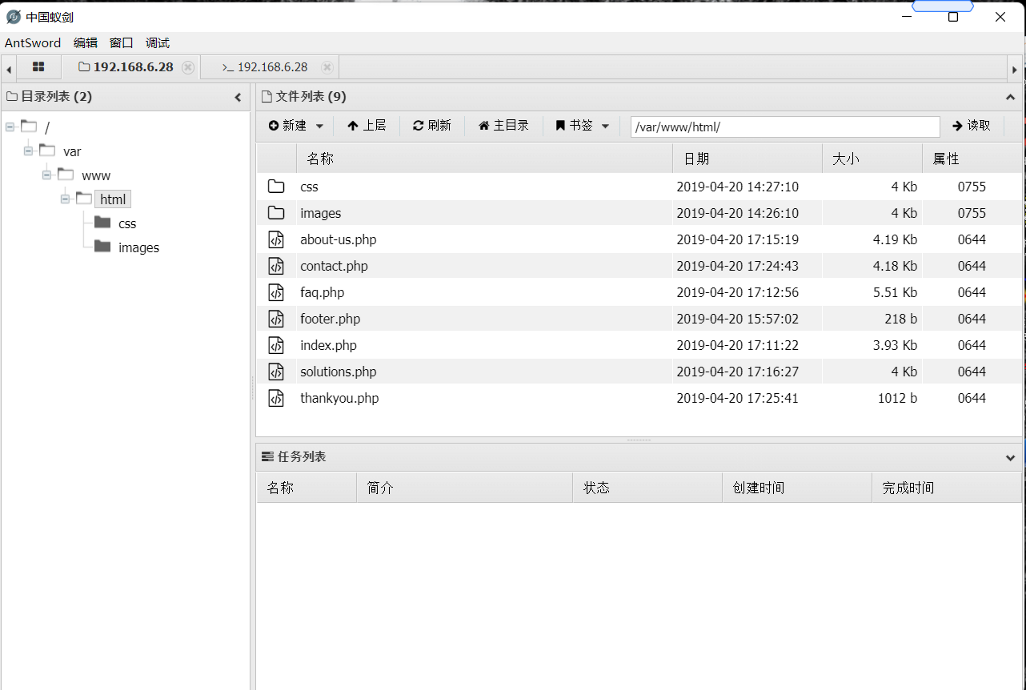 中国蚁剑
AntSword 编辑 窗口 调试
192.168.6.28 >_ 192.168.6.28
目录列表 (2)
/
var
www
html
css
images
文件列表 (9)
新建 上层 刷新 主目录 书签 /var/www/html/ 读取
名称 日期 大小 属性
css 2019-04-20 14:27:10 4 Kb 0755
images 2019-04-20 14:26:10 4 Kb 0755
about-us.php 2019-04-20 17:15:19 4.19 Kb 0644
contact.php 2019-04-20 17:24:43 4.18 Kb 0644
faq.php 2019-04-20 17:12:56 5.51 Kb 0644
footer.php 2019-04-20 15:57:02 218 b 0644
index.php 2019-04-20 17:11:22 3.93 Kb 0644
solutions.php 2019-04-20 17:16:27 4 Kb 0644
thankyou.php 2019-04-20 17:25:41 1012 b 0644
任务列表
名称 简介 状态 创建时间 完成时间